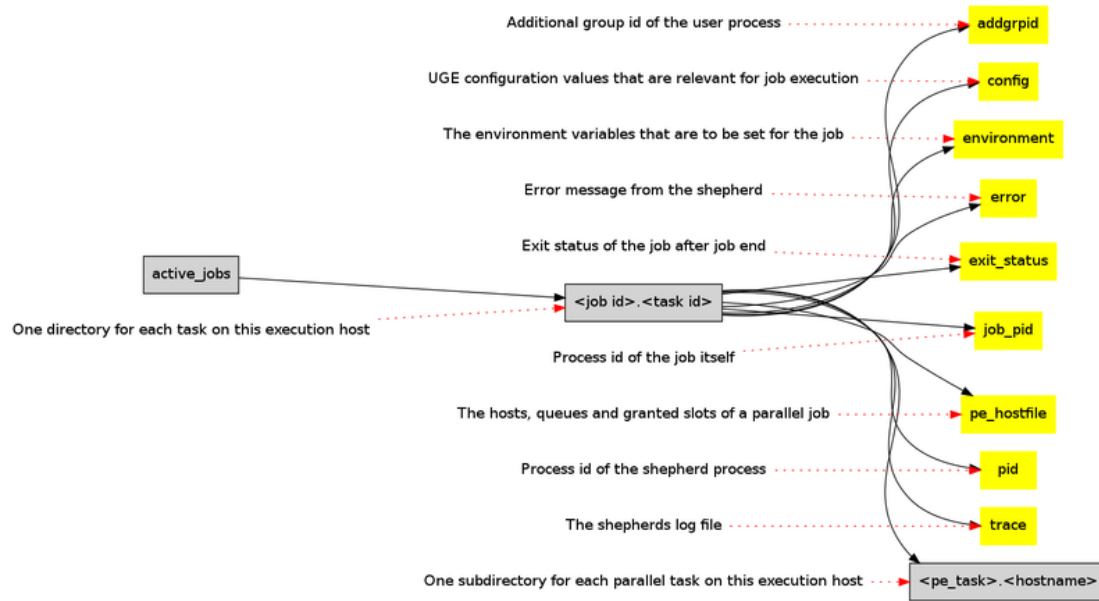 Additional group id of the user process
addgrpid
UGE configuration values that are relevant for job execution
config
The environment variables that are to be set for the job
environment
Error message from the shepherd
error
Exit status of the job after job end
exit_status
active_jobs
<job id>.<task id>
One directory for each task on this execution host
job_pid
Process id of the job itself
The hosts, queues and granted slots of a parallel job
pe_hostfile
Process id of the shepherd process
pid
The shepherds log file
trace
One subdirectory for each parallel task on this execution host
<pe_task>.<hostname>